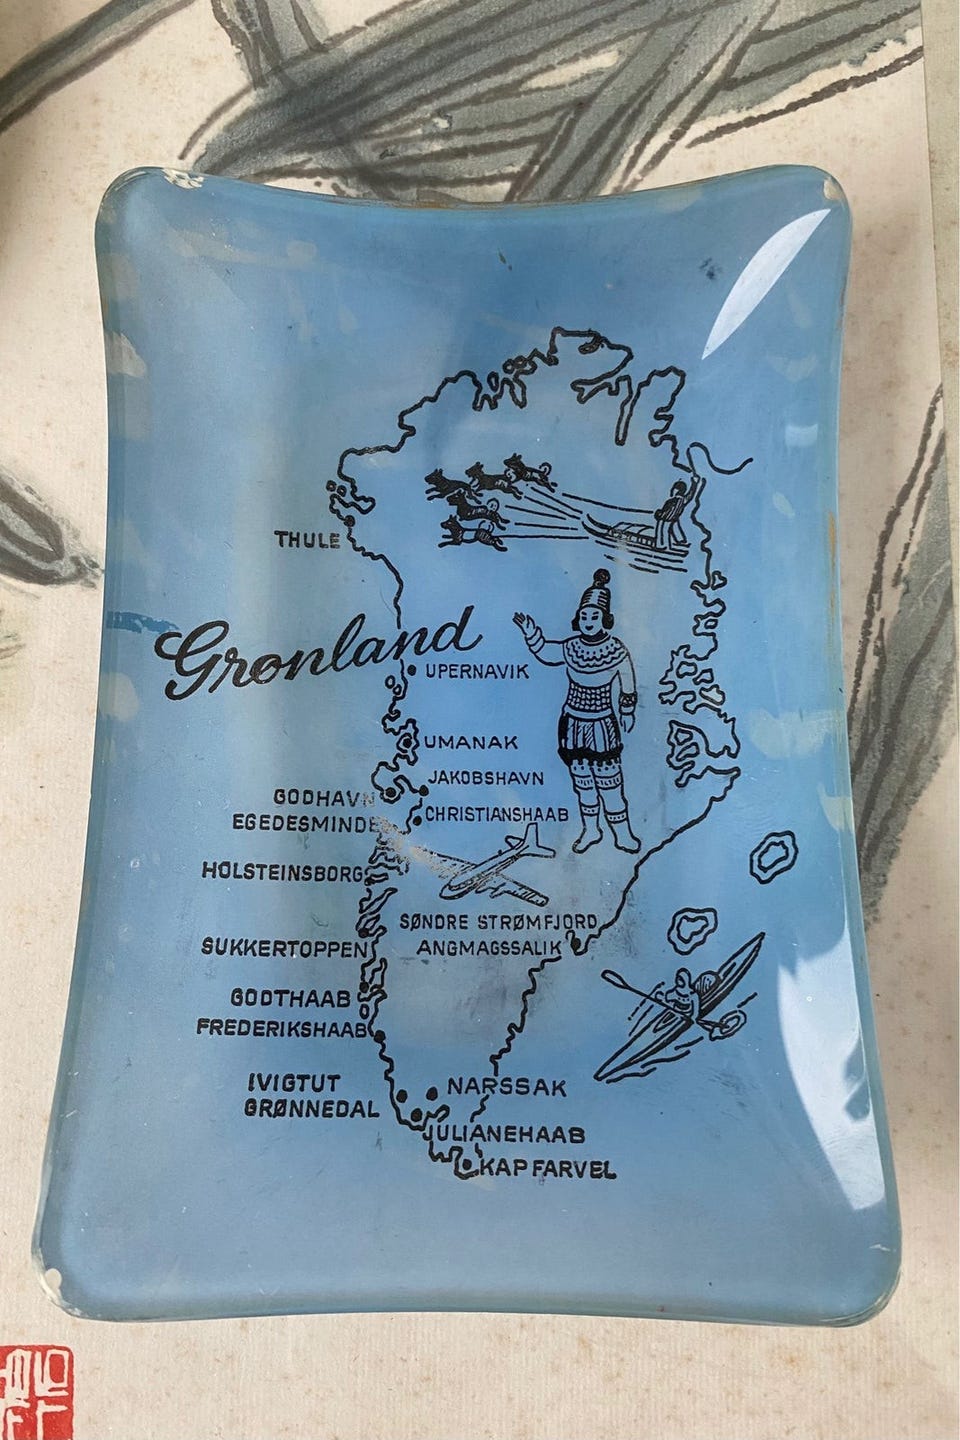 THULE
Grønland
UPERNAVIK
UMANAK
JAKOBSHAVN
GODHAVN
CHRISTIANSHAAB
EGEDESMINDE
HOLSTEINSBORG
SØNDRE STRØMFJORD
SUKKERTOPPEN
ANGMAGSSALIK
GODTHAAB
FREDERIKSHAAB
IVIGTUT
NARSSAK
GRØNNEDAL
JULIANEHAAB
KAP FARVEL